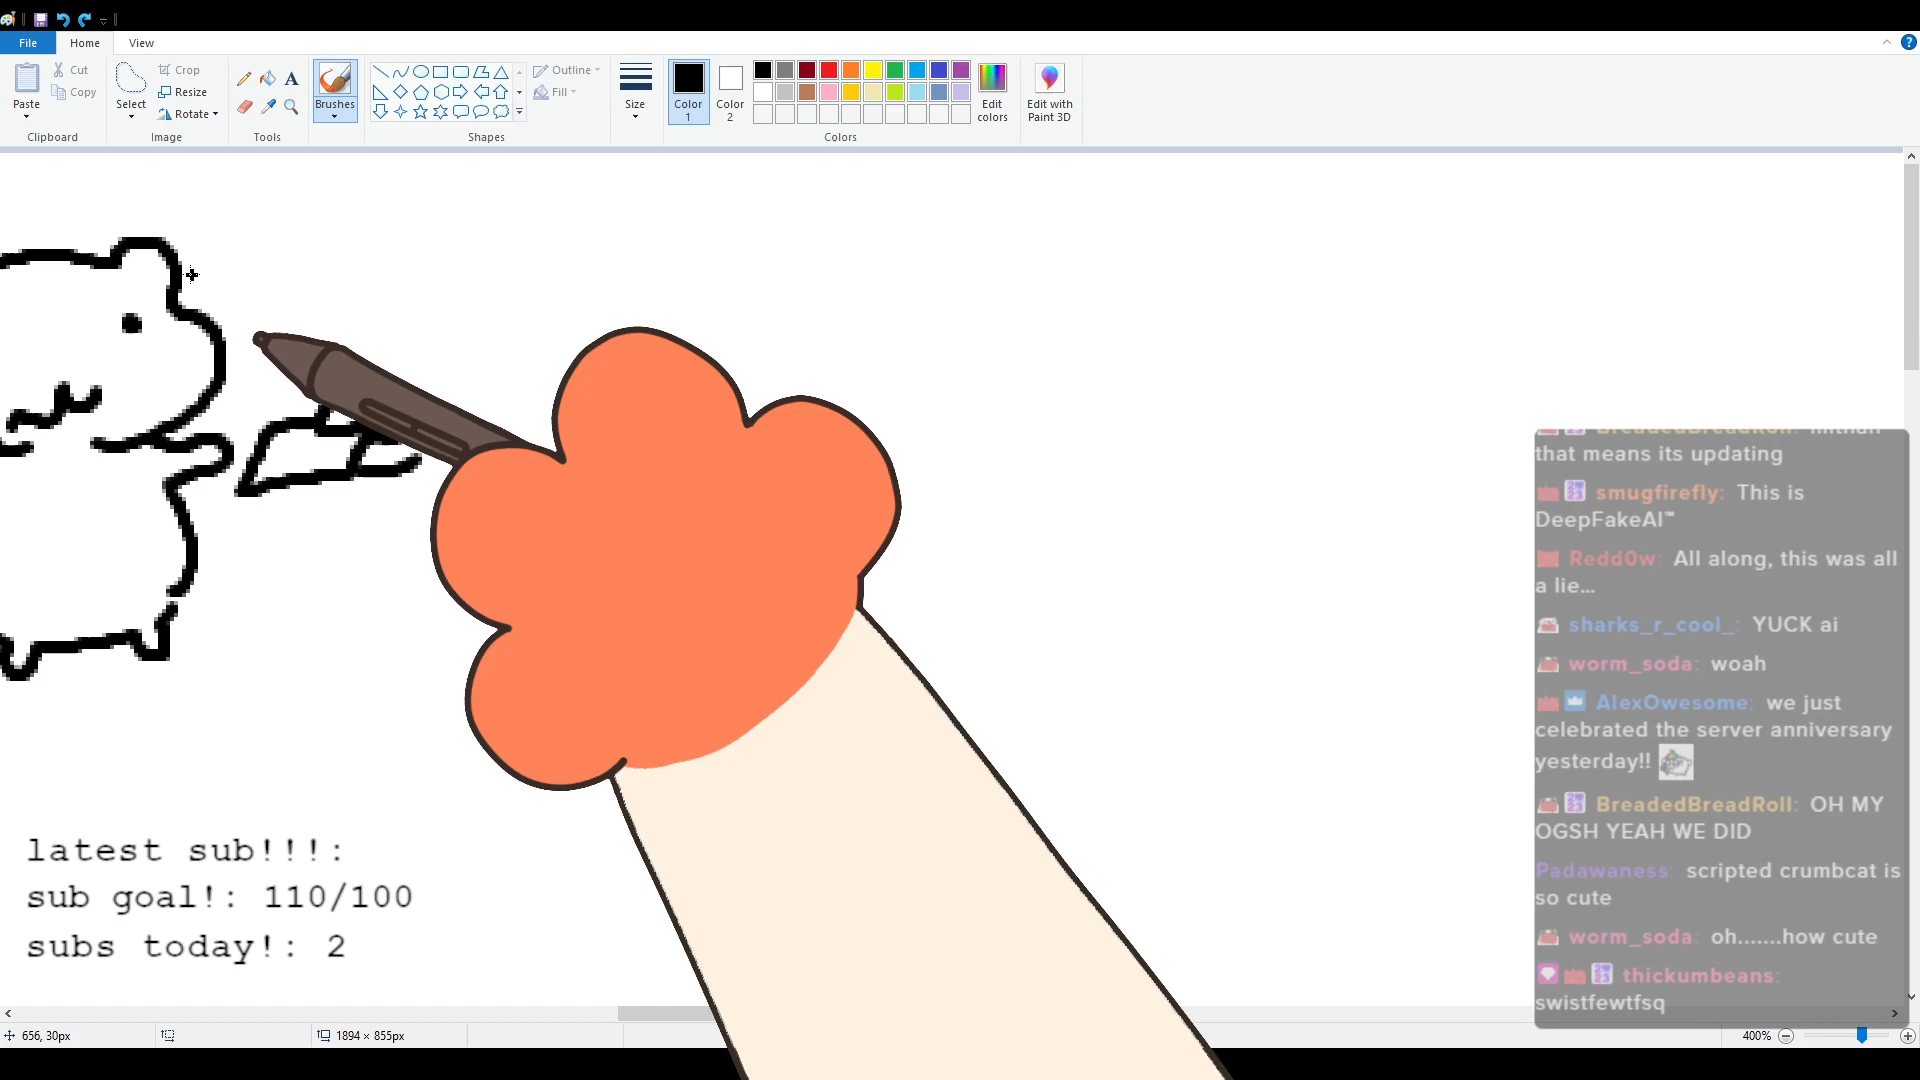 File Home View
Paste Cut Copy Clipboard
Select Crop Resize Rotate Image
A Tools
Brushes
Outline Fill Shapes
Size
Color 1 Color 2 Edit colors Colors
Edit with Paint 3D
that means its updating
smugfirefly: This is
DeepFakeAI™
Redd0w: All along, this was all
a lie...
sharks_r_cool_: YUCK ai
worm_soda: woah
AlexOwesome: we just
celebrated the server anniversary
yesterday!!
BreadedBreadRoll: OH MY
OGSH YEAH WE DID
Padawaness: scripted crumbcat is
so cute
worm_soda: oh.......how cute
thickumbeans:
swistfewtfsq
latest sub!!!:
sub goal!: 110/100
subs today!: 2
656, 30px
1894 × 855px
400%